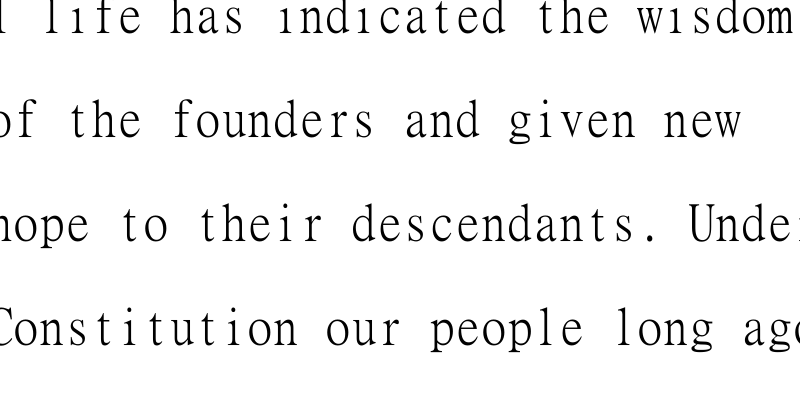 life has indicated the wisdom
of the founders and given new
hope to their descendants. Under
Constitution our people long ago